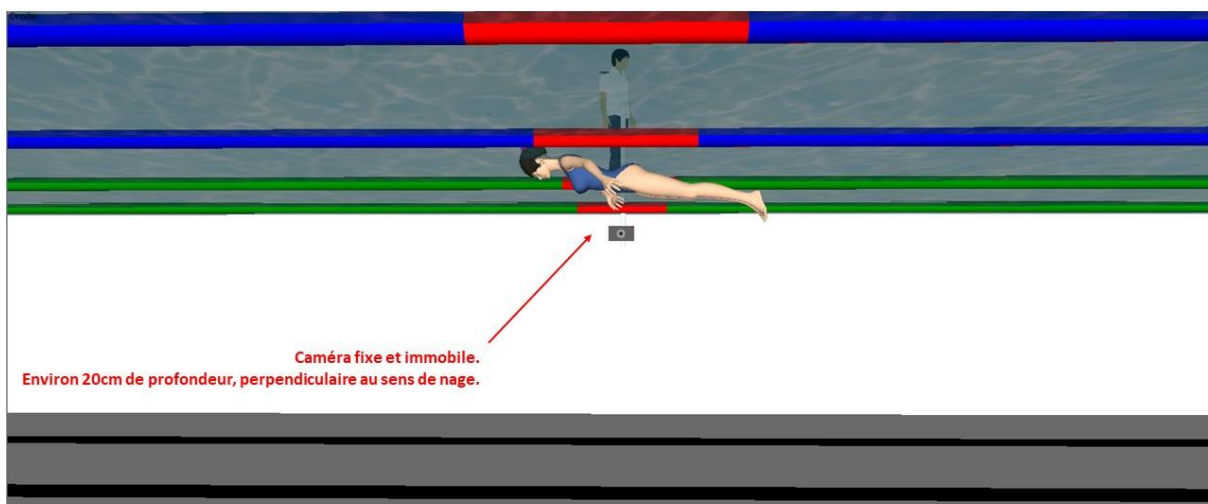 Droite
Caméra fixe et immobile.
Environ 20cm de profondeur, perpendiculaire au sens de nage.